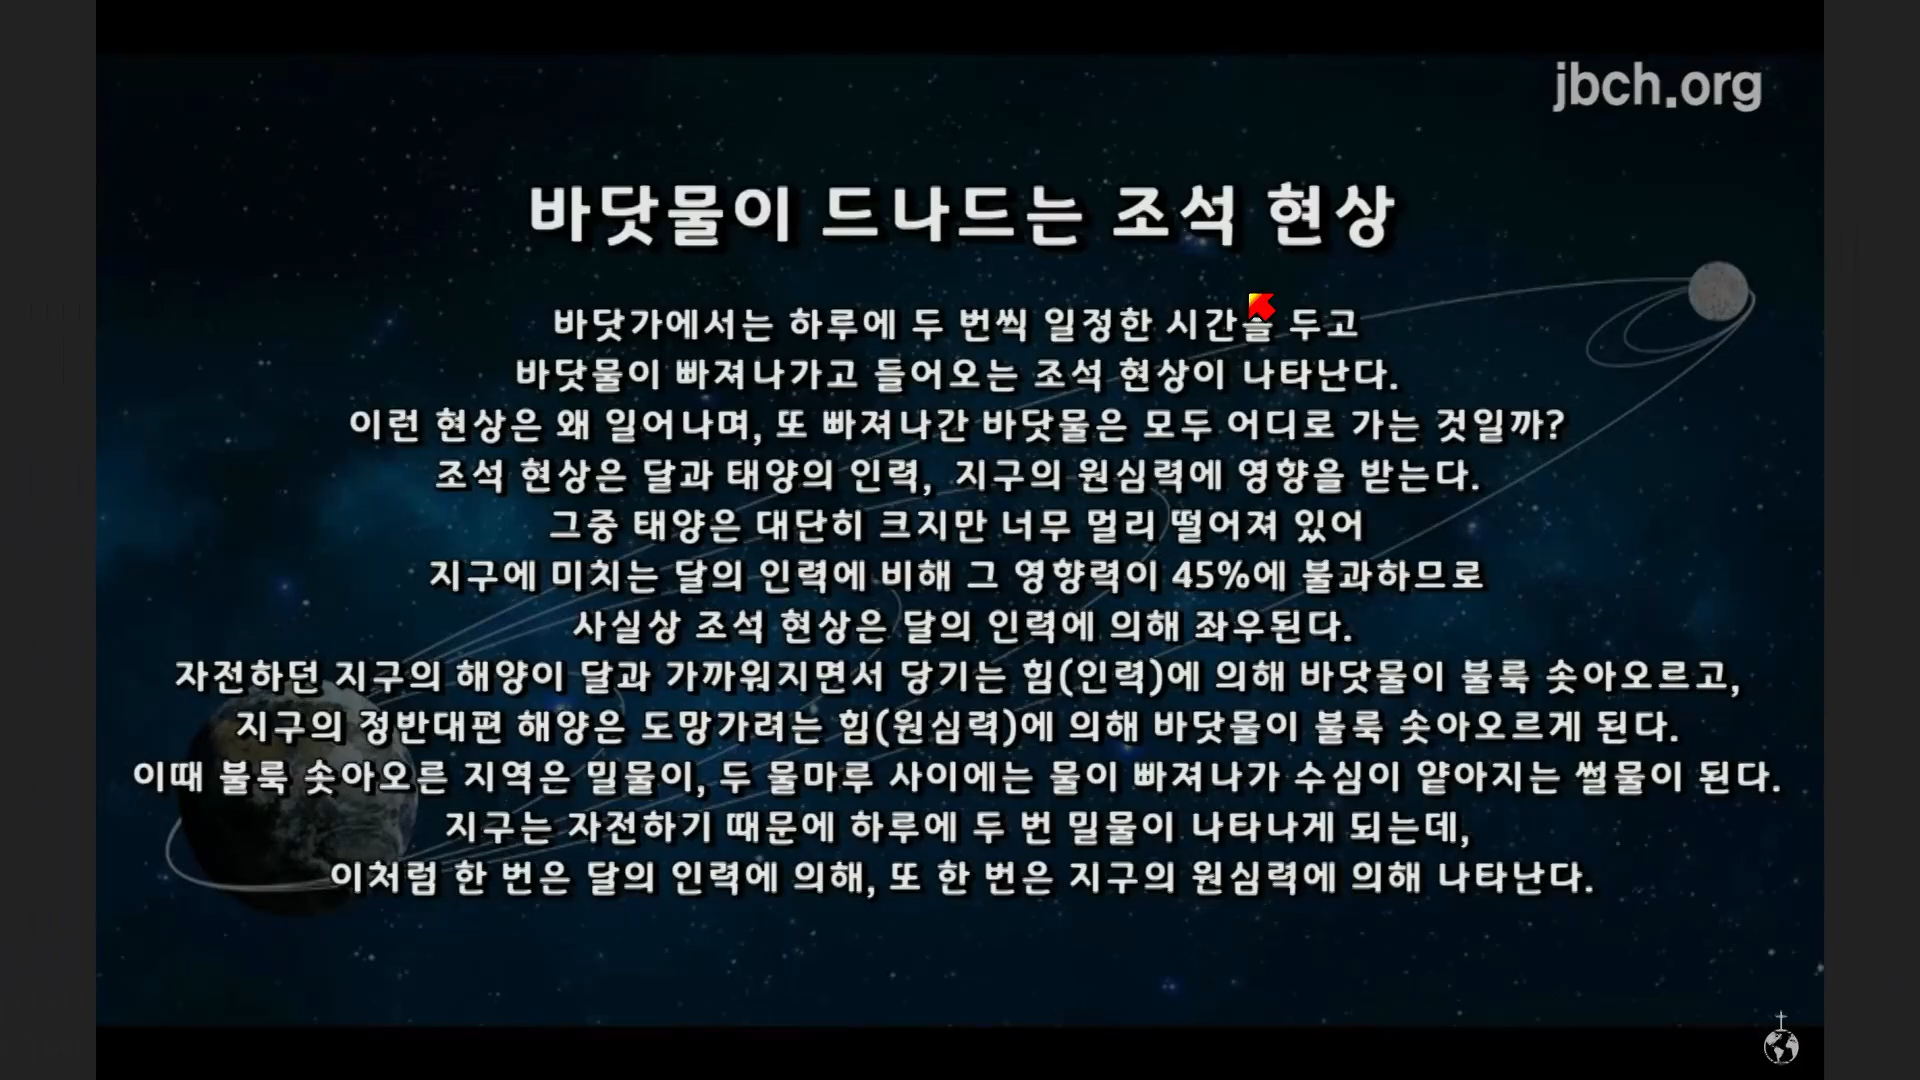 jbch.org
바닷물이 드나드는 조석 현상
바닷가에서는 하루에 두 번씩 일정한 시간을 두고
바닷물이 빠져나가고 들어오는 조석 현상이 나타난다.
이런 현상은 왜 일어나며, 또 빠져나간 바닷물은 모두 어디로 가는 것일까?
조석 현상은 달과 태양의 인력, 지구의 원심력에 영향을 받는다.
그중 태양은 대단히 크지만 너무 멀리 떨어져 있어
지구에 미치는 달의 인력에 비해 그 영향력이 45%에 불과하므로
사실상 조석 현상은 달의 인력에 의해 좌우된다.
자전하던 지구의 해양이 달과 가까워지면서 당기는 힘(인력)에 의해 바닷물이 불룩 솟아오르고,
지구의 정반대편 해양은 도망가려는 힘(원심력)에 의해 바닷물이 불룩 솟아오르게 된다.
이때 불룩 솟아오른 지역은 밀물이, 두 물마루 사이에는 물이 빠져나가 수심이 얕아지는 썰물이 된다.
지구는 자전하기 때문에 하루에 두 번 밀물이 나타나게 되는데,
이처럼 한 번은 달의 인력에 의해, 또 한 번은 지구의 원심력에 의해 나타난다.